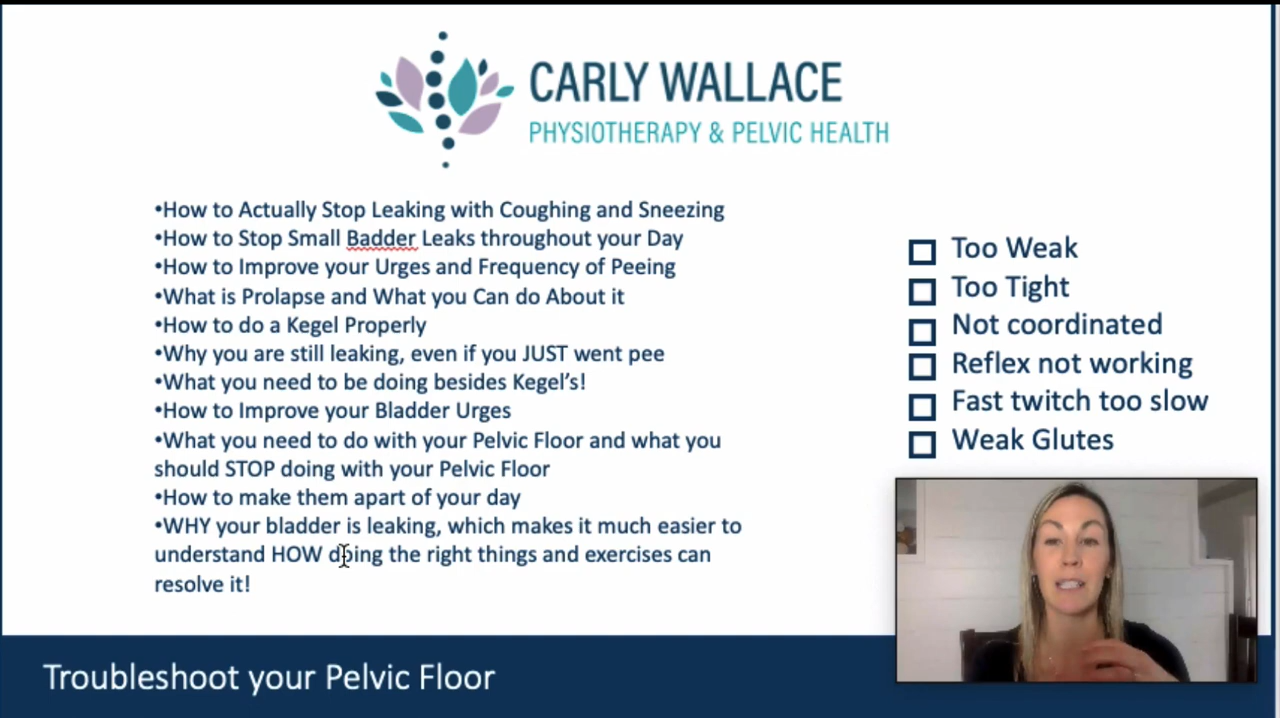 CARLY WALLACE
PHYSIOTHERAPY & PELVIC HEALTH
•How to Actually Stop Leaking with Coughing and Sneezing
•How to Stop Small Badder Leaks throughout your Day
•How to Improve your Urges and Frequency of Peeing
•What is Prolapse and What you Can do About it
•How to do a Kegel Properly
•Why you are still leaking, even if you JUST went pee
•What you need to be doing besides Kegel's!
•How to Improve your Bladder Urges
•What you need to do with your Pelvic Floor and what you
should STOP doing with your Pelvic Floor
•How to make them apart of your day
•WHY your bladder is leaking, which makes it much easier to
understand HOW doing the right things and exercises can
resolve it!
Too Weak
Too Tight
Not coordinated
Reflex not working
Fast twitch too slow
Weak Glutes
Troubleshoot your Pelvic Floor